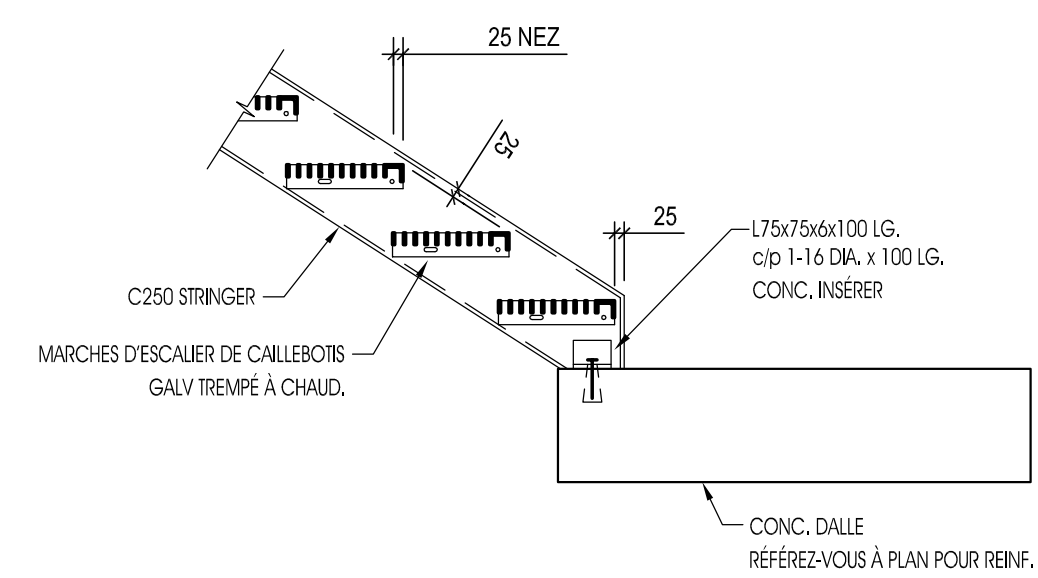 25 NEZ
25
25
L75x75x6x100 LG.
c/p 1-16 DIA. x 100 LG.
CONC. INSÉRER
C250 STRINGER
MARCHES D'ESCALIER DE CAILLEBOTIS
GALV TREMPÉ À CHAUD.
CONC. DALLE
RÉFÉREZ-VOUS À PLAN POUR REINF.